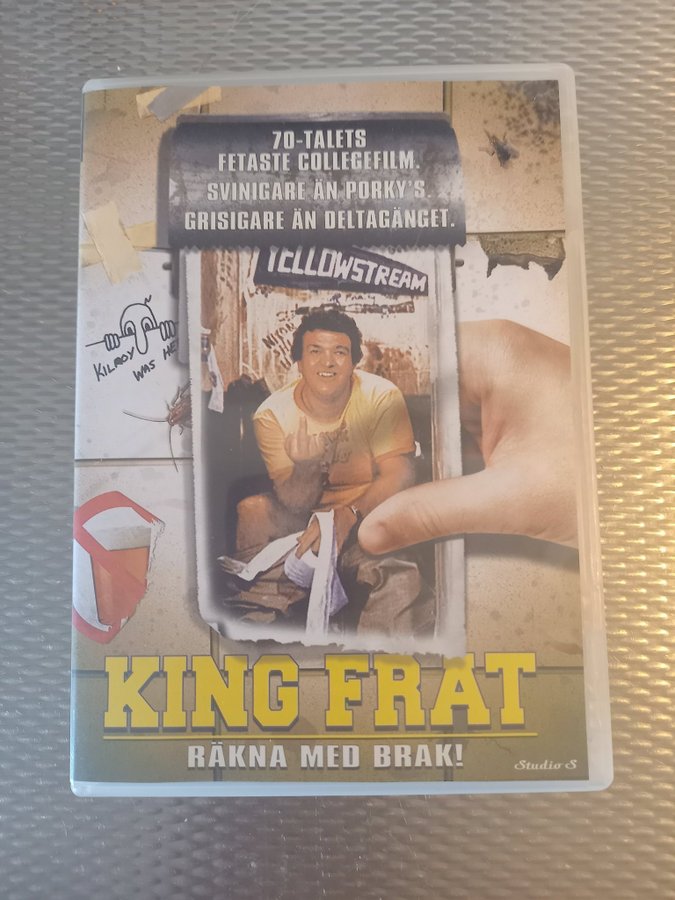 70-TALETS
FETASTE COLLEGEFILM.
SVINIGARE ÄN PORKY'S.
GRISIGARE ÄN DELTAGÄNGET.
YELLOWSTREAM
KILROY
WAS HE
KING FRAT
RÄKNA MED BRAK!
Studio S